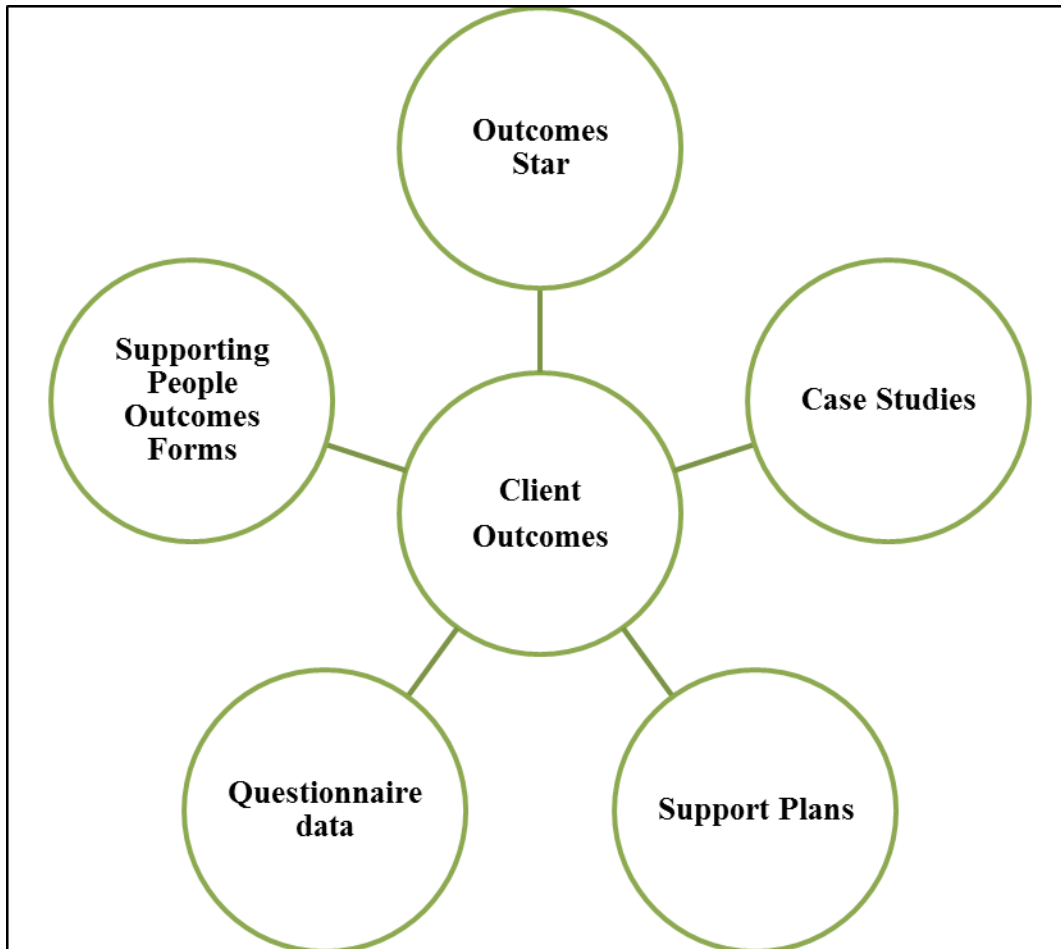 Outcomes
Star
Supporting
People
Outcomes
Forms
Case Studies
Client
Outcomes
Questionnaire
data
Support Plans